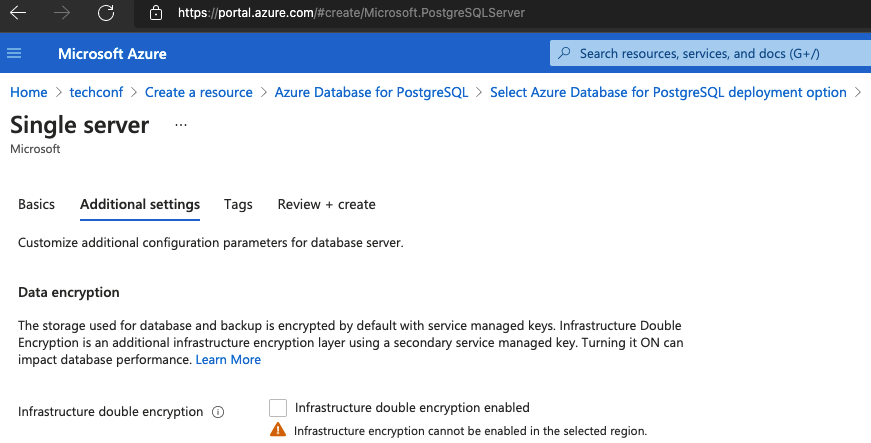 https://portal.azure.com/#create/Microsoft.PostgreSQLServer
Microsoft Azure
Search resources, services, and docs (G+/)
Home > techconf > Create a resource > Azure Database for PostgreSQL > Select Azure Database for PostgreSQL deployment option >
Single server ...
Microsoft
Basics Additional settings Tags Review + create
Customize additional configuration parameters for database server.
Data encryption
The storage used for database and backup is encrypted by default with service managed keys. Infrastructure Double
Encryption is an additional infrastructure encryption layer using a secondary service managed key. Turning it ON can
impact database performance. Learn More
Infrastructure double encryption
Infrastructure double encryption enabled
Infrastructure encryption cannot be enabled in the selected region.